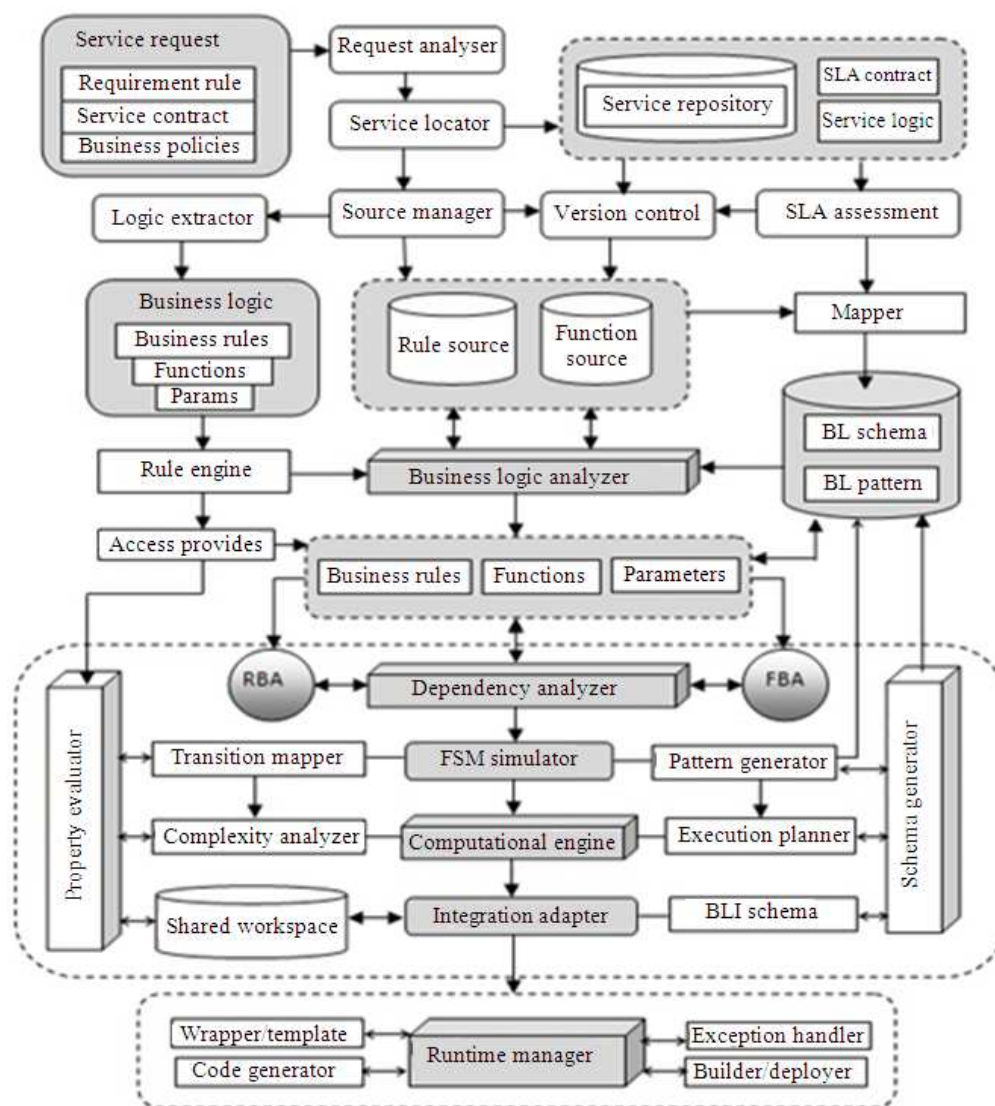 Service request
Requirement rule
Service contract
Business policies
Request analyser
Service locator
Service repository
SLA contract
Service logic
Logic extractor
Source manager
Version control
SLA assessment
Business logic
Business rules
Functions
Params
Rule source
Function
source
Mapper
BL schema
BL pattern
Rule engine
Business logic analyzer
Access provides
Business rules
Functions
Parameters
RBA
Dependency analyzer
FBA
Property evaluator
Transition mapper
FSM simulator
Pattern generator
Schema generator
Complexity analyzer
Computational engine
Execution planner
Shared workspace
Integration adapter
BLI schema
Wrapper/template
Code generator
Runtime manager
Exception handler
Builder/deployer